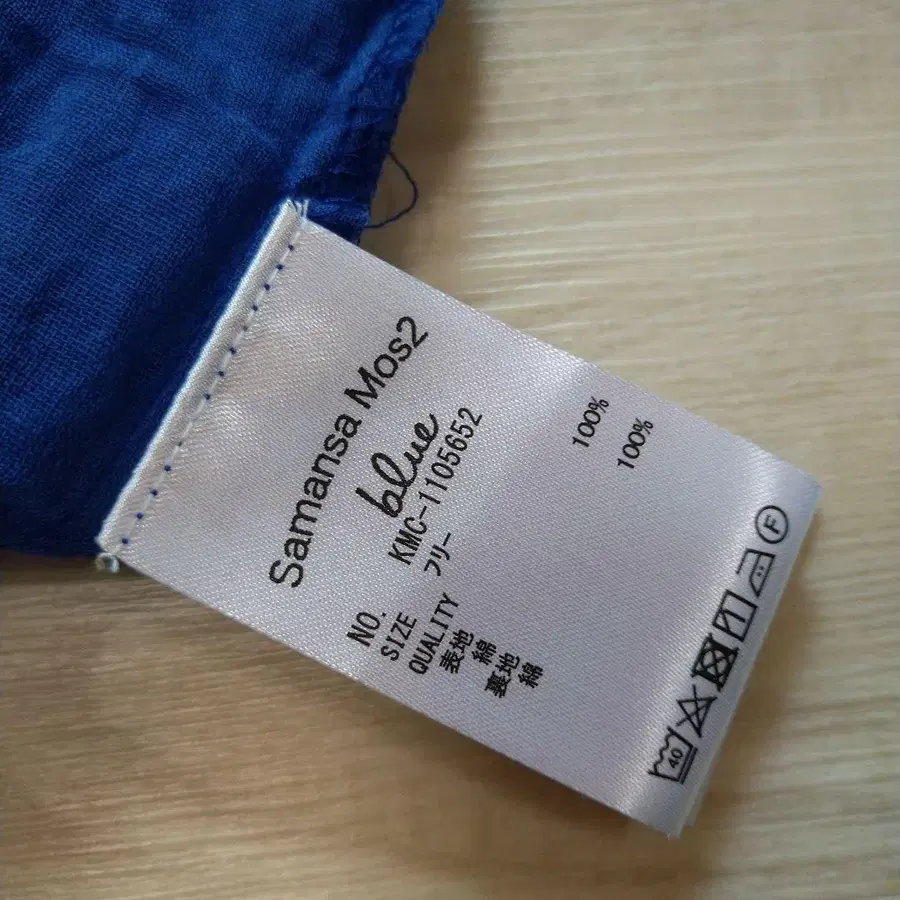 Samansa Mos2
blue
NO. KMC-1105652
SIZE フリー
QUALITY
表地 綿 100%
裏地 綿 100%
40
F